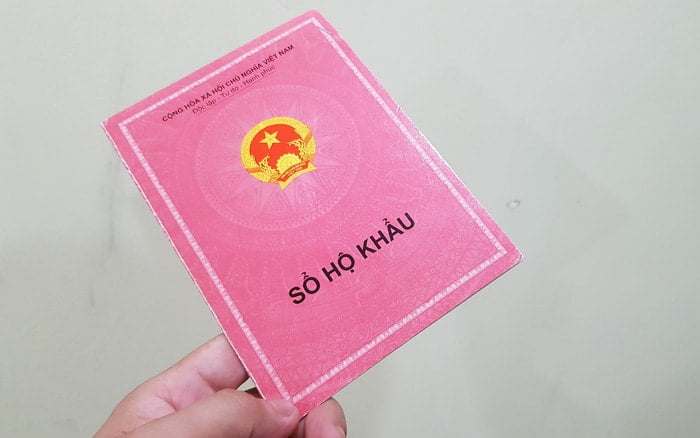 CỘNG HÒA XÃ HỘI CHỦ NGHĨA VIỆT NAM
Độc lập - Tự do - Hạnh phúc
SỔ HỘ KHẨU